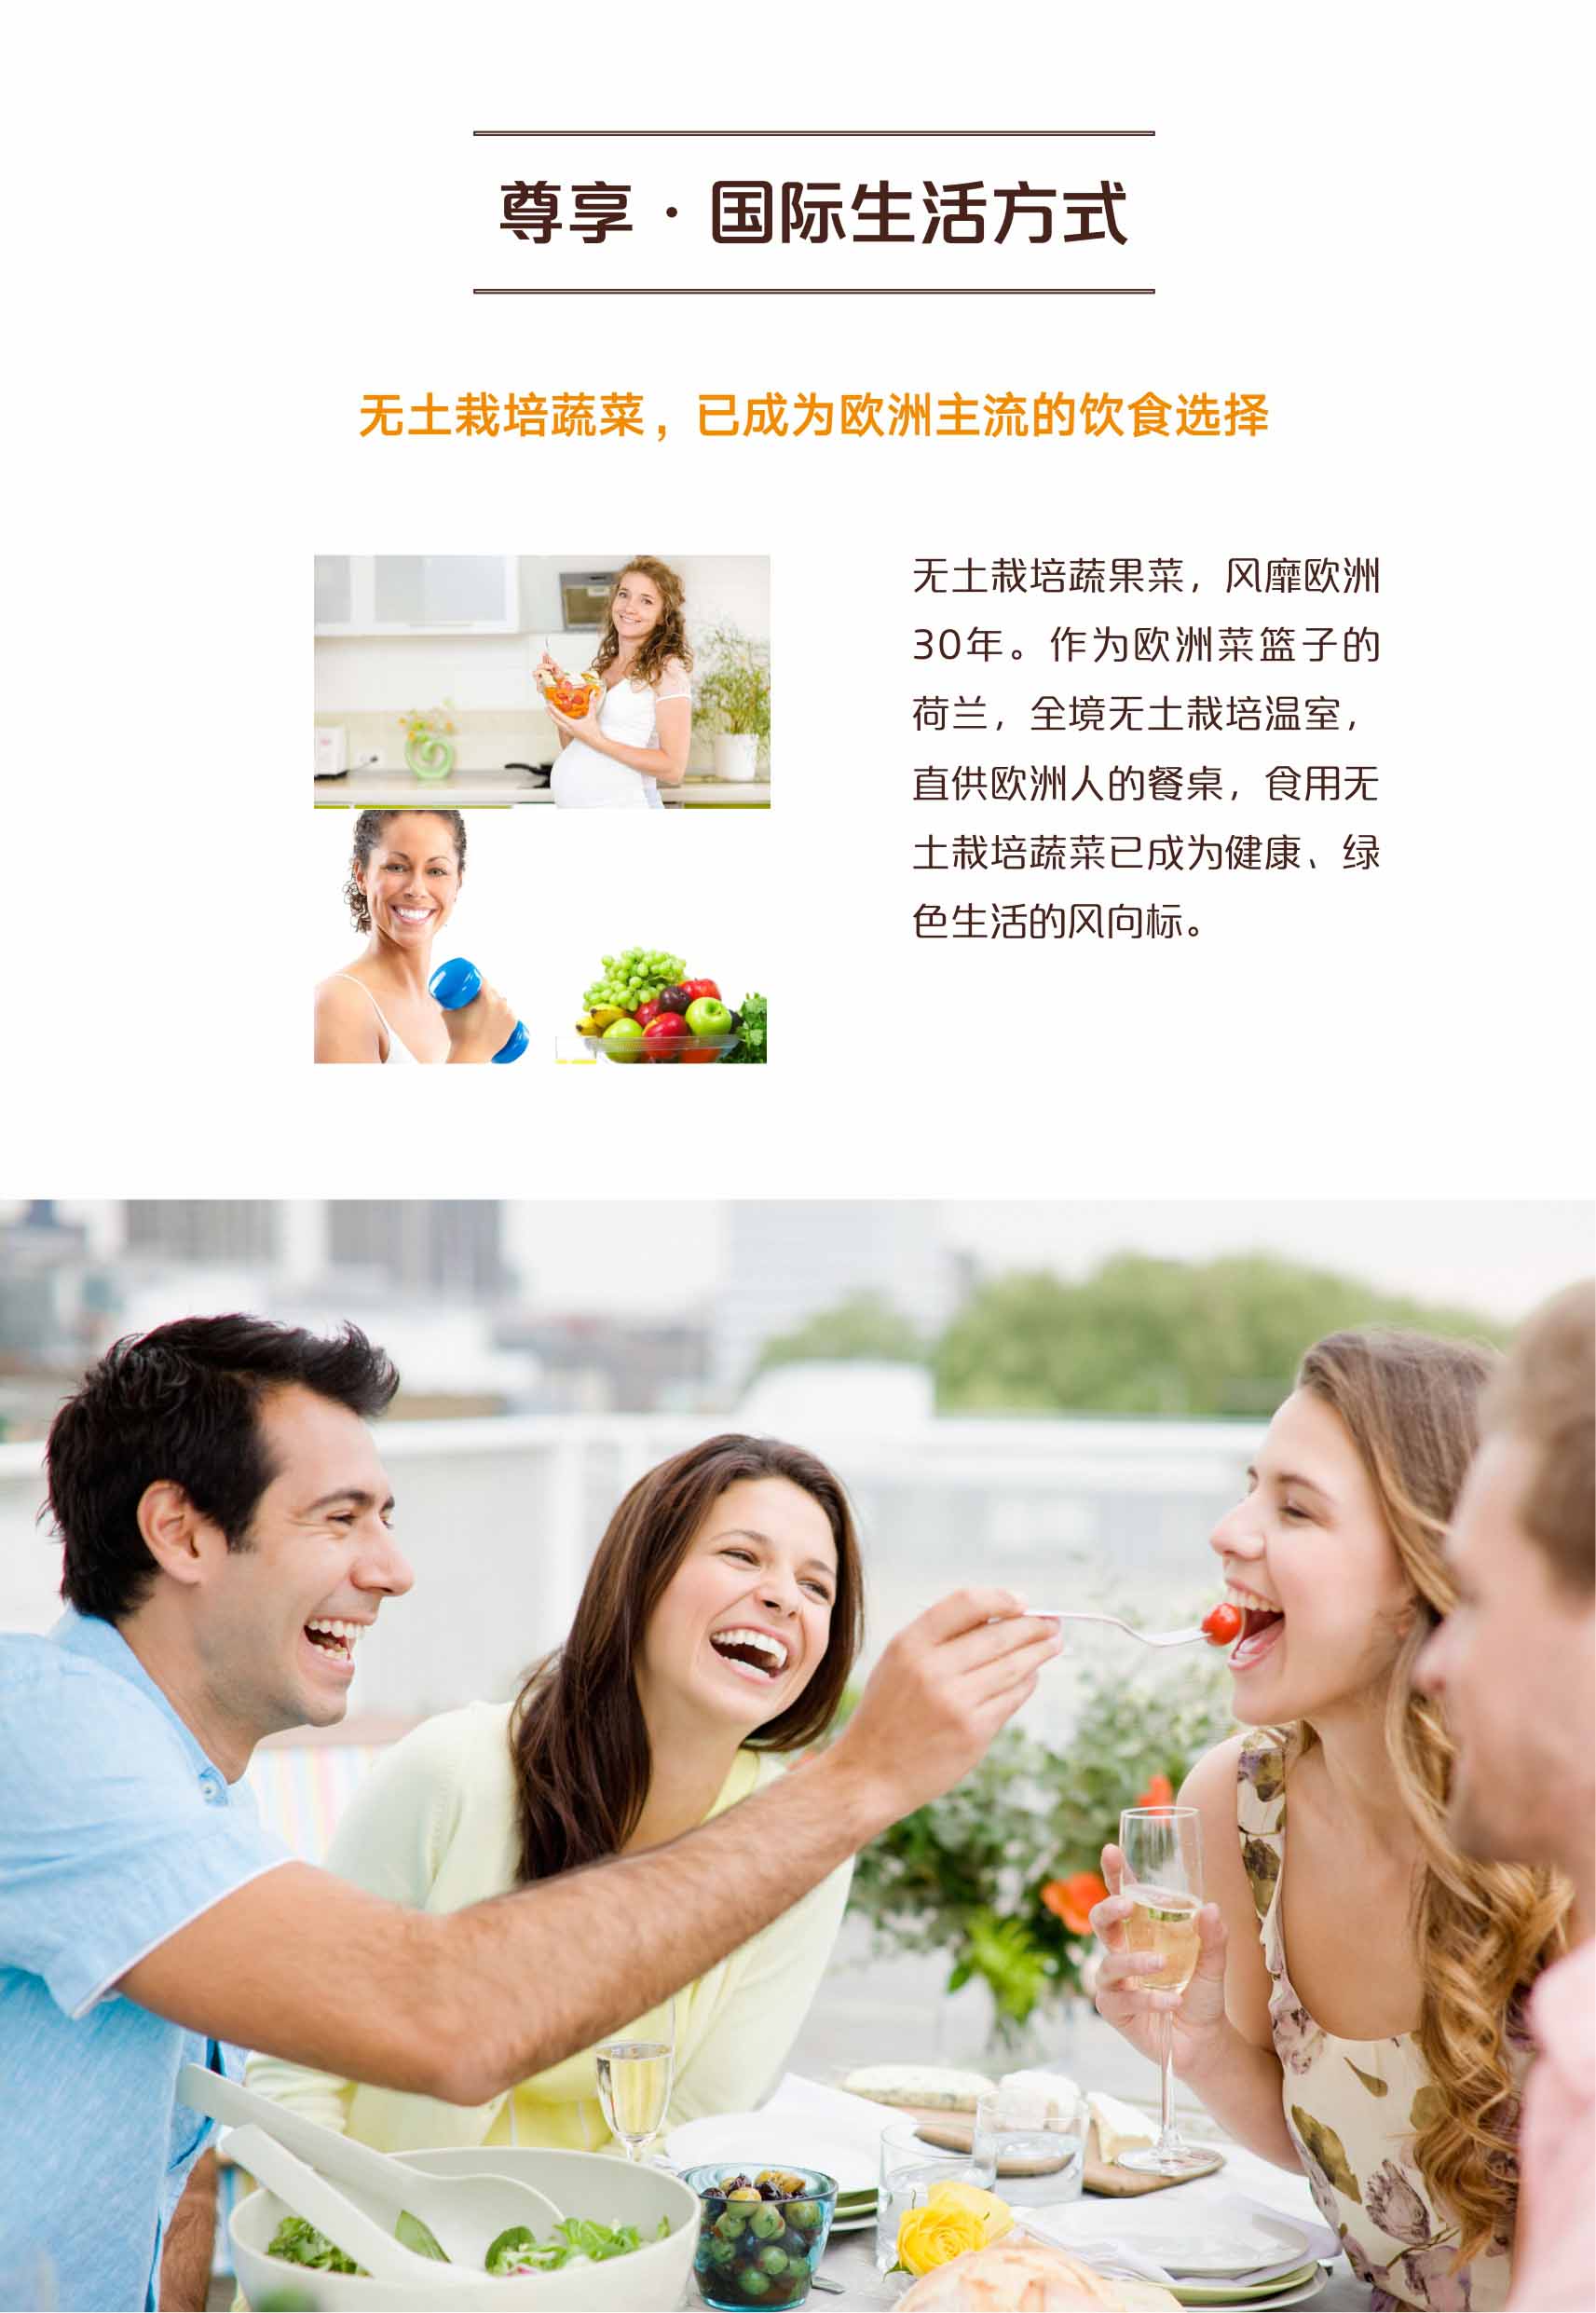 尊享·国际生活方式
无土栽培蔬菜，已成为欧洲主流的饮食选择
无土栽培蔬果菜，风靡欧洲
30年。作为欧洲菜篮子的
荷兰，全境无土栽培温室，
直供欧洲人的餐桌，食用无
土栽培蔬菜已成为健康、绿
色生活的风向标。